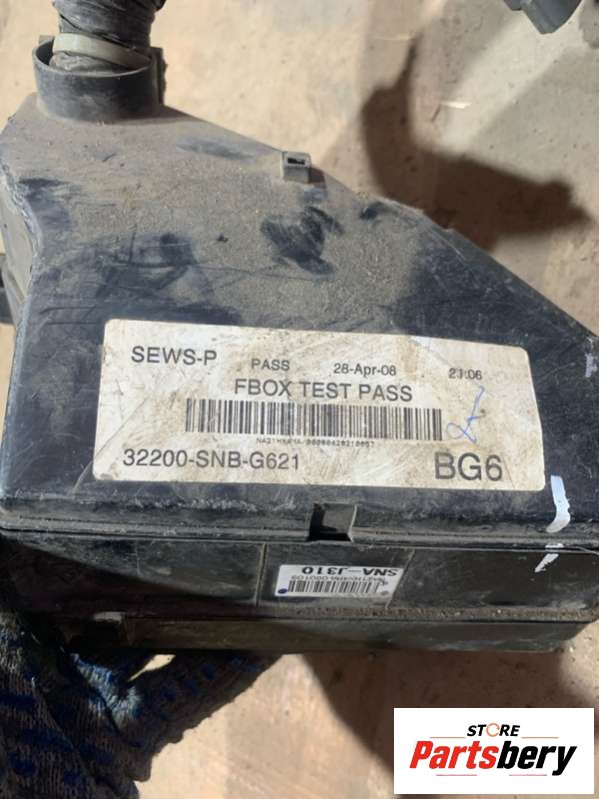 SEWS-P PASS 28-Apr-08 21:06
FBOX TEST PASS
32200-SNB-G621 BG6
SNA-J310
STORE
Partsbery